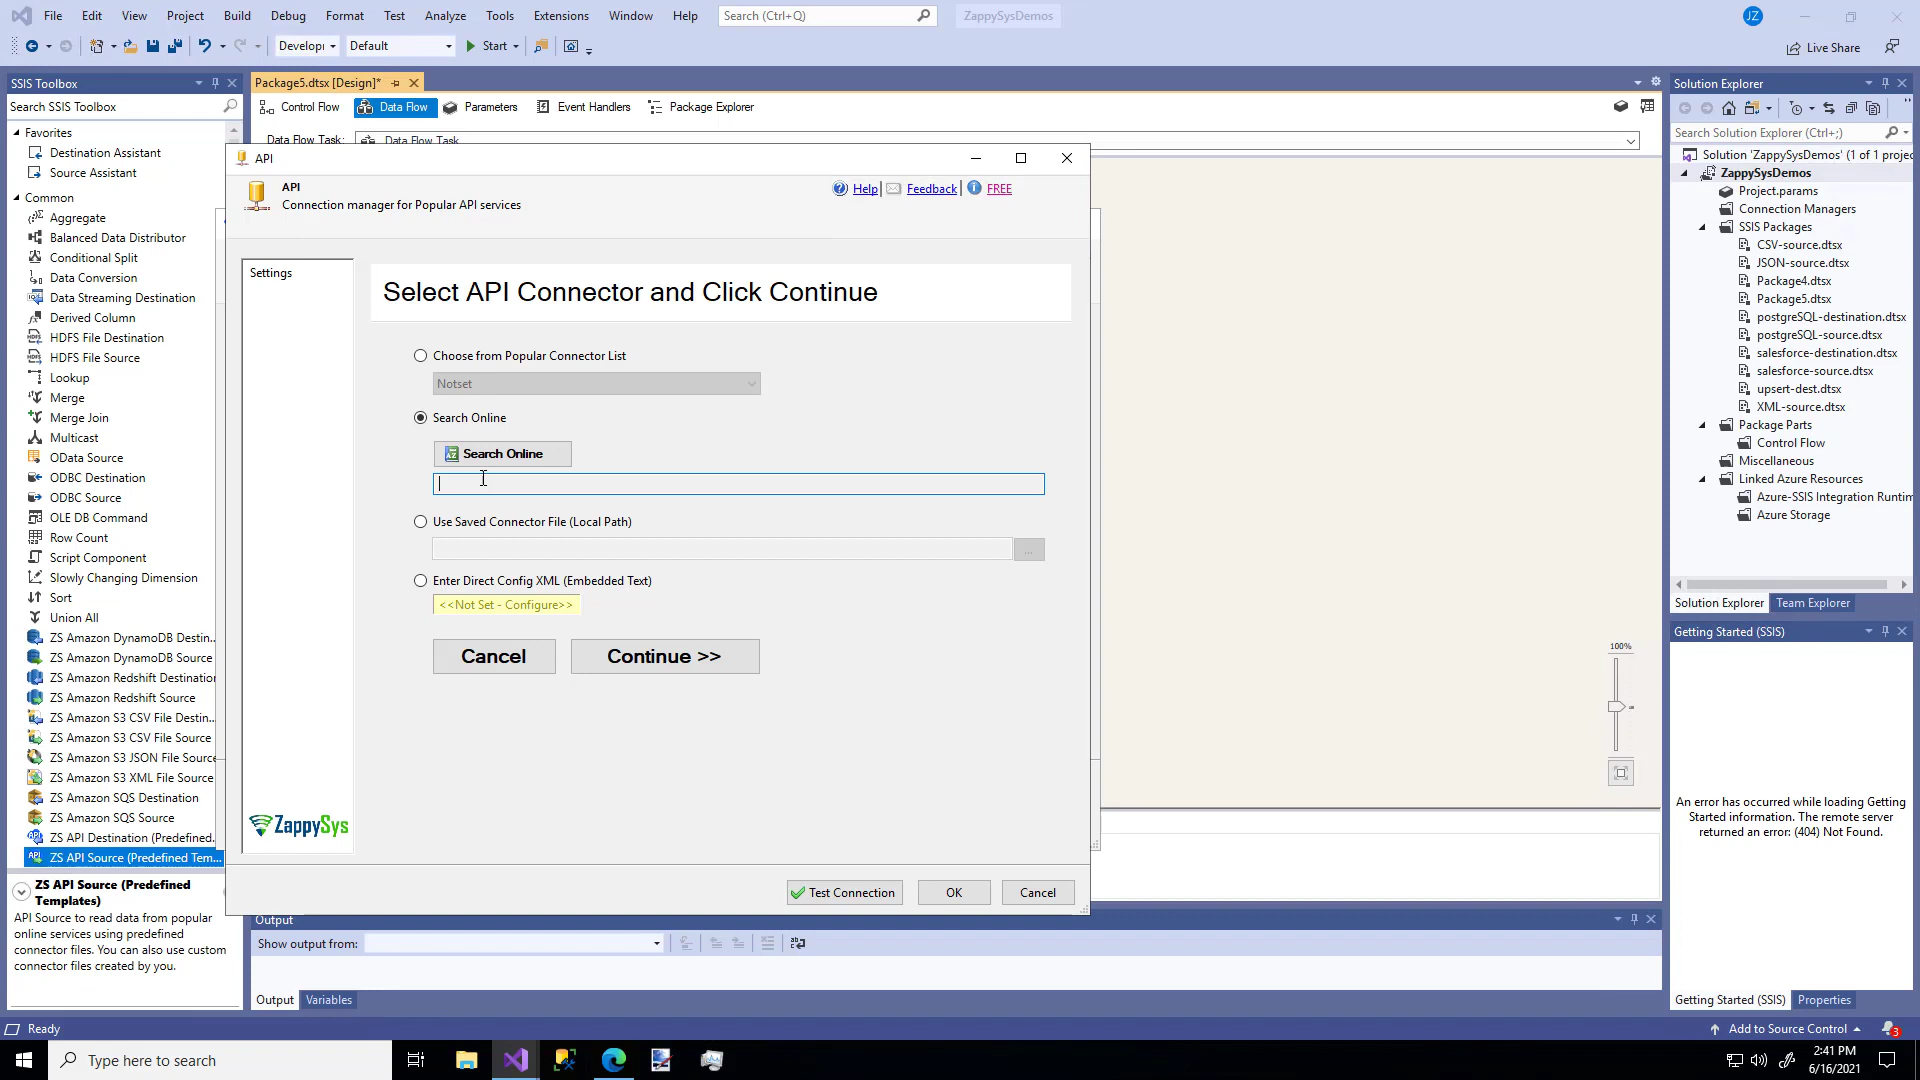 File Edit View Project Build Debug Format Test Analyze Tools Extensions Window Help Search (Ctrl+Q) ZappySysDemos JZ
Developi Default Start Live Share
SSIS Toolbox
Search SSIS Toolbox
Favorites
Destination Assistant
Source Assistant
Common
Aggregate
Balanced Data Distributor
Conditional Split
Data Conversion
Data Streaming Destination
Derived Column
HDFS File Destination
HDFS File Source
Lookup
Merge
Merge Join
Multicast
OData Source
ODBC Destination
ODBC Source
OLE DB Command
Row Count
Script Component
Slowly Changing Dimension
Sort
Union All
ZS Amazon DynamoDB Destin...
ZS Amazon DynamoDB Source
ZS Amazon Redshift Destination
ZS Amazon Redshift Source
ZS Amazon S3 CSV File Destin...
ZS Amazon S3 CSV File Source
ZS Amazon S3 JSON File Source
ZS Amazon S3 XML File Source
ZS Amazon SQS Destination
ZS Amazon SQS Source
ZS API Destination (Predefined...
ZS API Source (Predefined Tem...
ZS API Source (Predefined
Templates)
API Source to read data from popular
online services using predefined
connector files. You can also use custom
connector files created by you.
Package5.dtsx [Design]*
Control Flow Data Flow Parameters Event Handlers Package Explorer
Data Flow Task: Data Flow Task
API
API
Connection manager for Popular API services
Help Feedback FREE
Settings
Select API Connector and Click Continue
Choose from Popular Connector List
Notset
Search Online
Search Online
Use Saved Connector File (Local Path)
...
Enter Direct Config XML (Embedded Text)
<<Not Set - Configure>>
Cancel Continue >>
ZappySys
Test Connection OK Cancel
100%
Output
Show output from:
Output Variables
Solution Explorer
Search Solution Explorer (Ctrl+;)
Solution 'ZappySysDemos' (1 of 1 projec
ZappySysDemos
Project.params
Connection Managers
SSIS Packages
CSV-source.dtsx
JSON-source.dtsx
Package4.dtsx
Package5.dtsx
postgreSQL-destination.dtsx
postgreSQL-source.dtsx
salesforce-destination.dtsx
salesforce-source.dtsx
upsert-dest.dtsx
XML-source.dtsx
Package Parts
Control Flow
Miscellaneous
Linked Azure Resources
Azure-SSIS Integration Runtim
Azure Storage
Solution Explorer Team Explorer
Getting Started (SSIS)
An error has occurred while loading Getting
Started information. The remote server
returned an error: (404) Not Found.
Getting Started (SSIS) Properties
Ready Add to Source Control 3
Type here to search
2:41 PM
6/16/2021